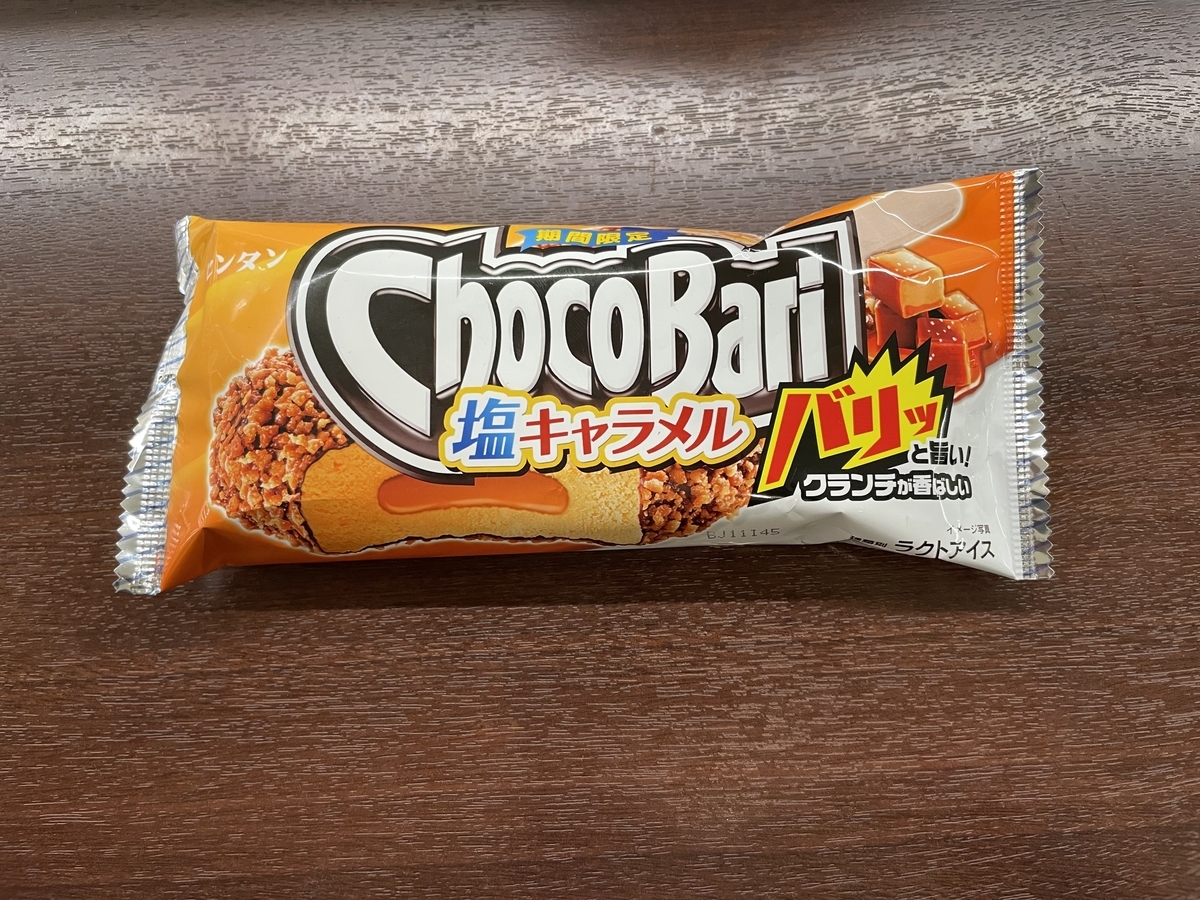 ンタン
期間限定
ChocoBari
塩キャラメル
バリッ
と旨い!
クランチが香ばしい
BJ11I45
イメージ写真
ラクトアイス